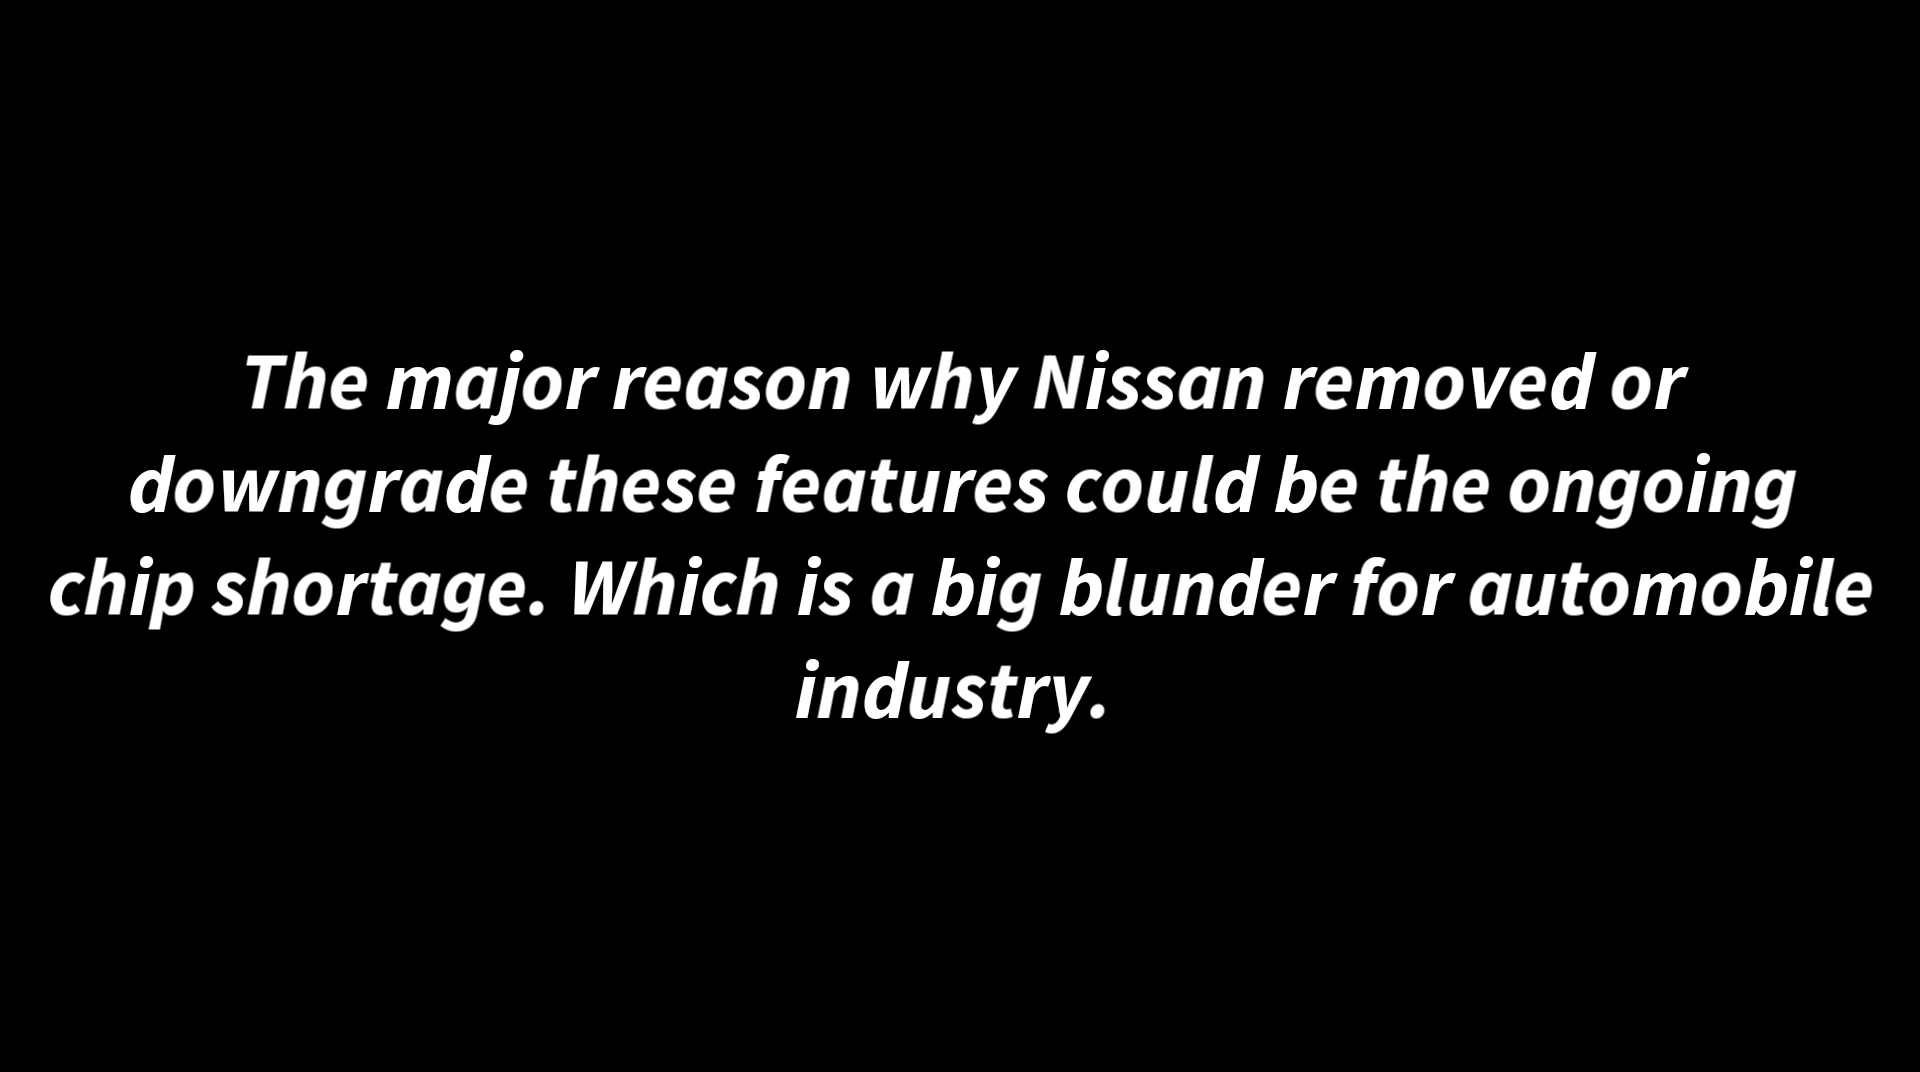 The major reason why Nissan removed or
downgrade these features could be the ongoing
chip shortage. Which is a big blunder for automobile
industry.